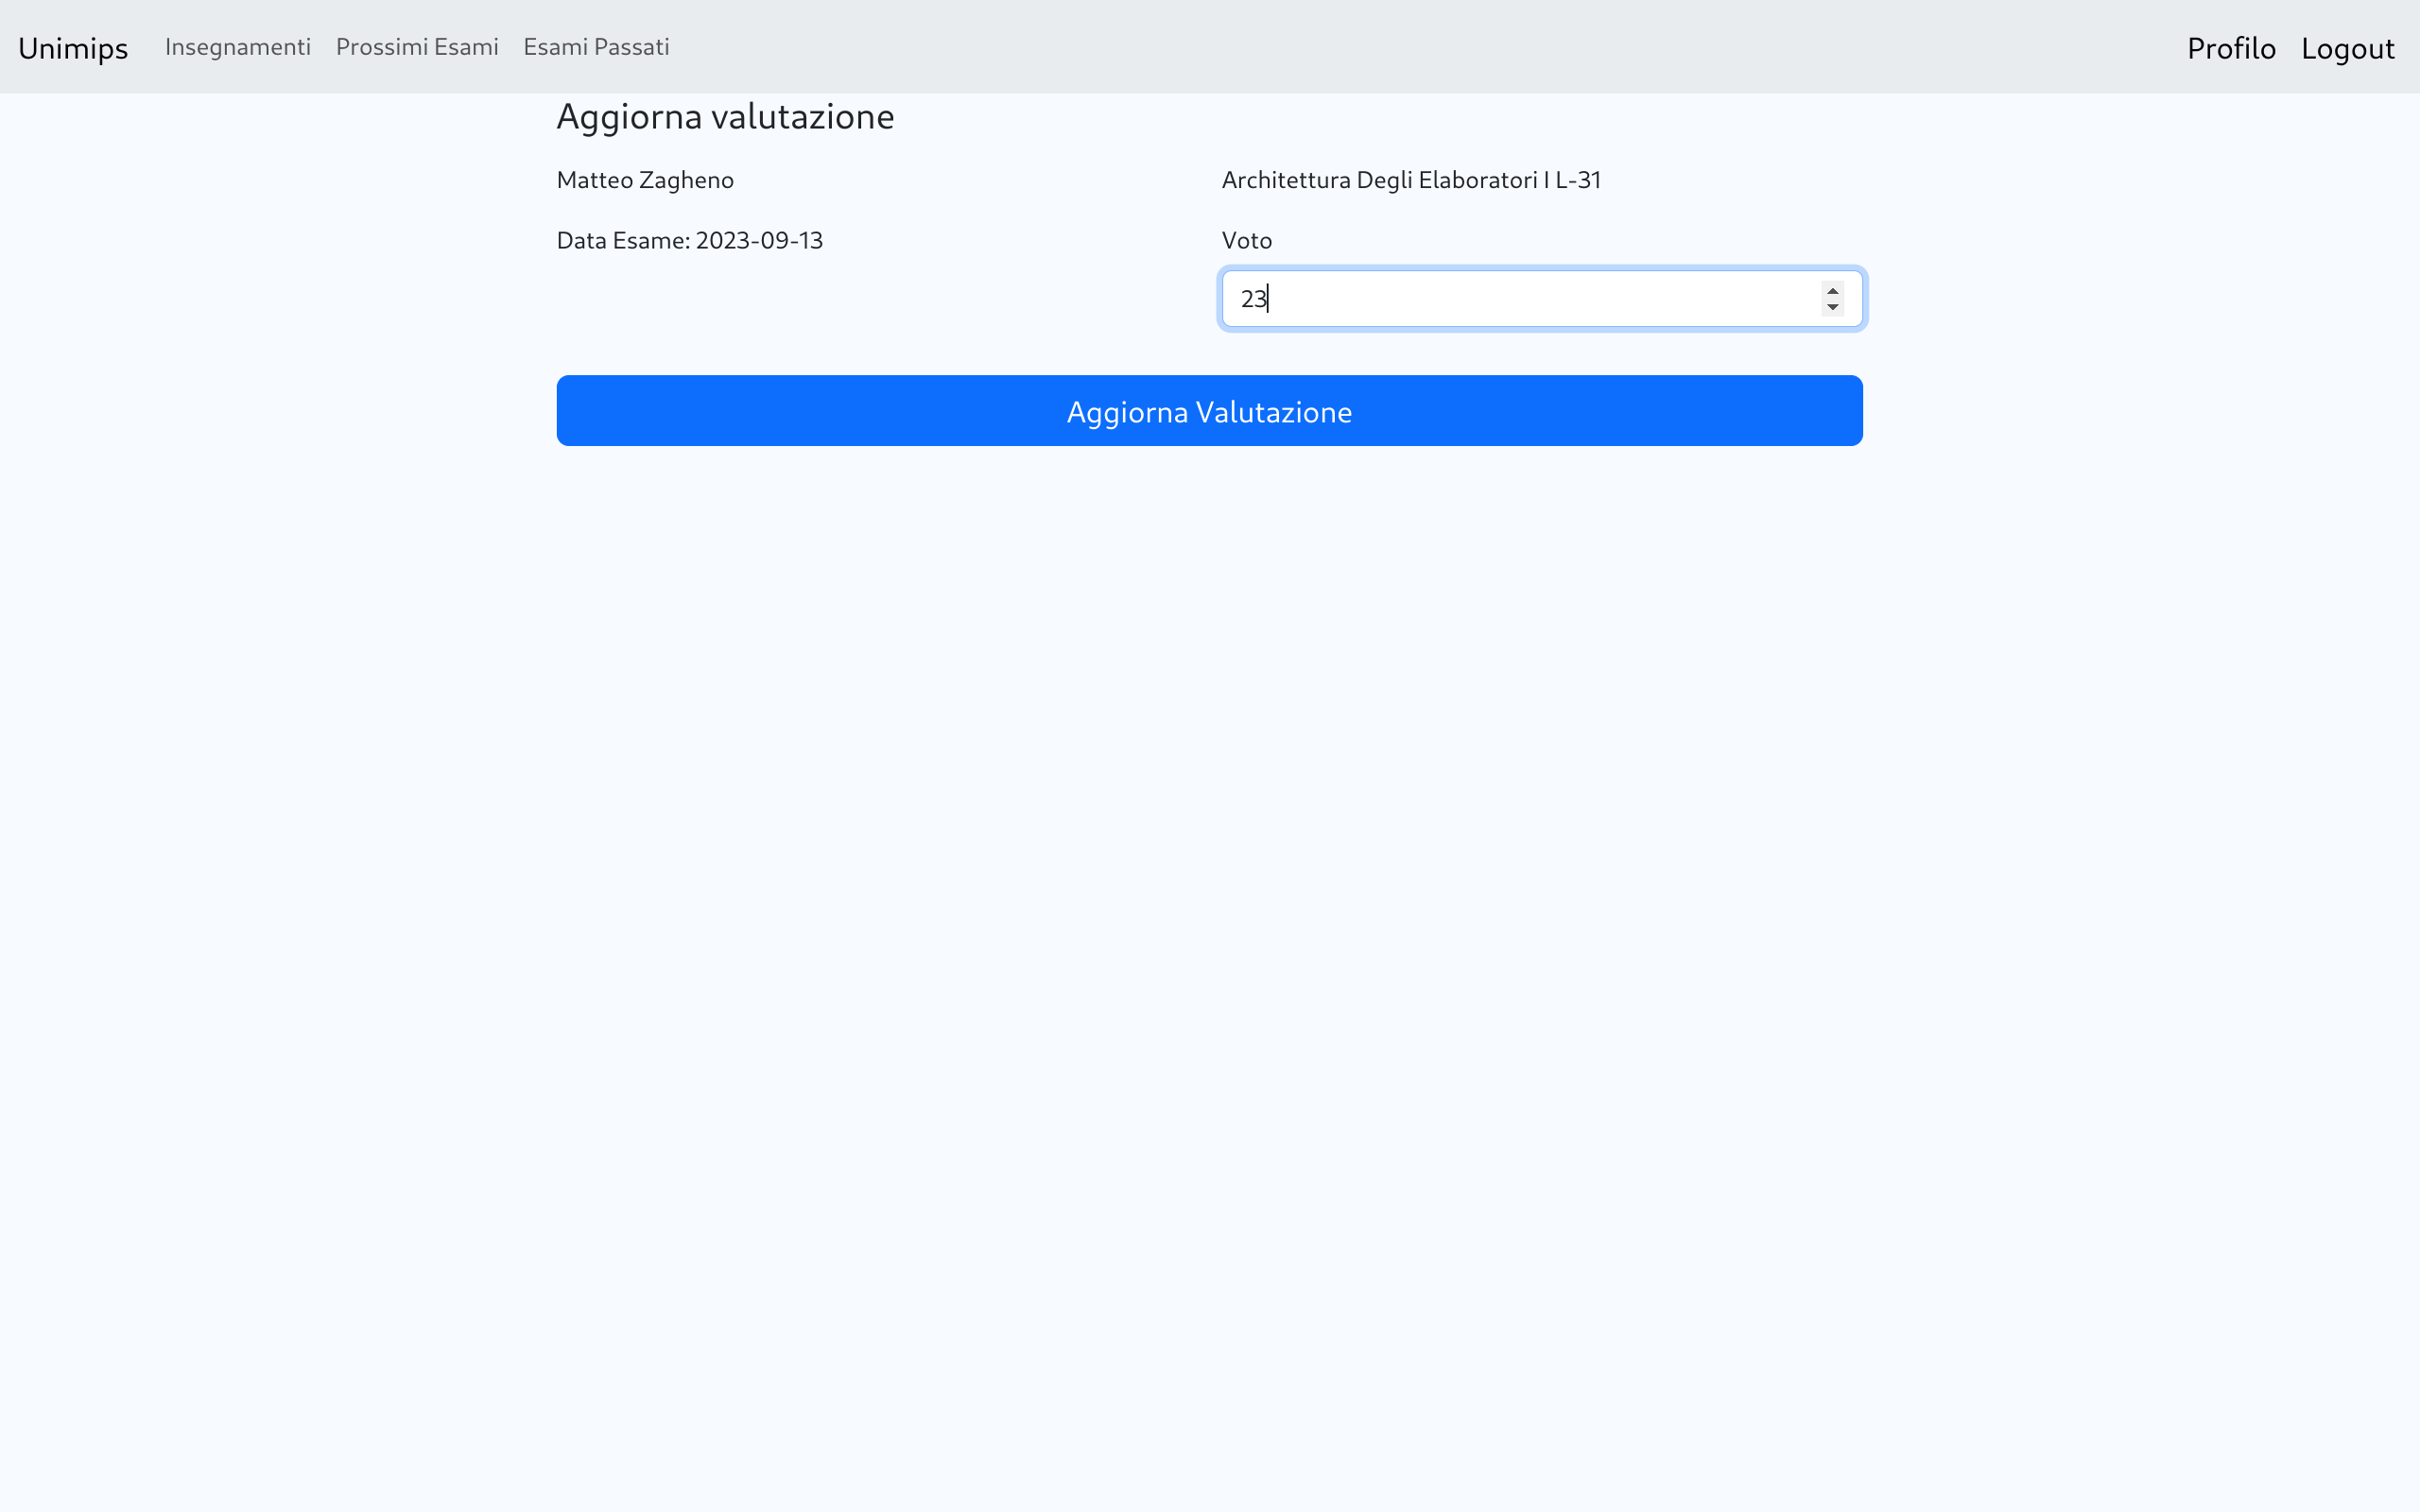 Unimips Insegnamenti Prossimi Esami Esami Passati Profilo Logout
Aggiorna valutazione
Matteo Zagheno Architettura Degli Elaboratori I L-31
Data Esame: 2023-09-13 Voto
23
Aggiorna Valutazione